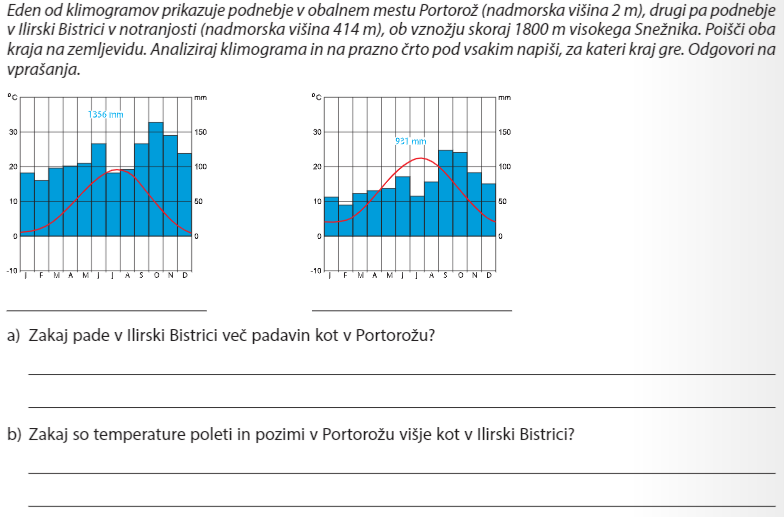 Eden od klimogramov prikazuje podnebje v obalnem mestu Portorož (nadmorska višina 2 m), drugi pa podnebje
v Ilirski Bistrici v notranjosti (nadmorska višina 414 m), ob vznožju skoraj 1800 m visokega Snežnika. Poišči oba
kraja na zemljevidu. Analiziraj klimograma in na prazno črto pod vsakim napiši, za kateri kraj gre. Odgovori na
vprašanja.
°C mm
1356 mm
30 150
20 100
10 50
0 0
-10
J F M A M J J A S O N D
°C mm
931 mm
30 150
20 100
10 50
0 0
-10
J F M A M J J A S O N D
a) Zakaj pade v Ilirski Bistrici več padavin kot v Portorožu?
b) Zakaj so temperature poleti in pozimi v Portorožu višje kot v Ilirski Bistrici?